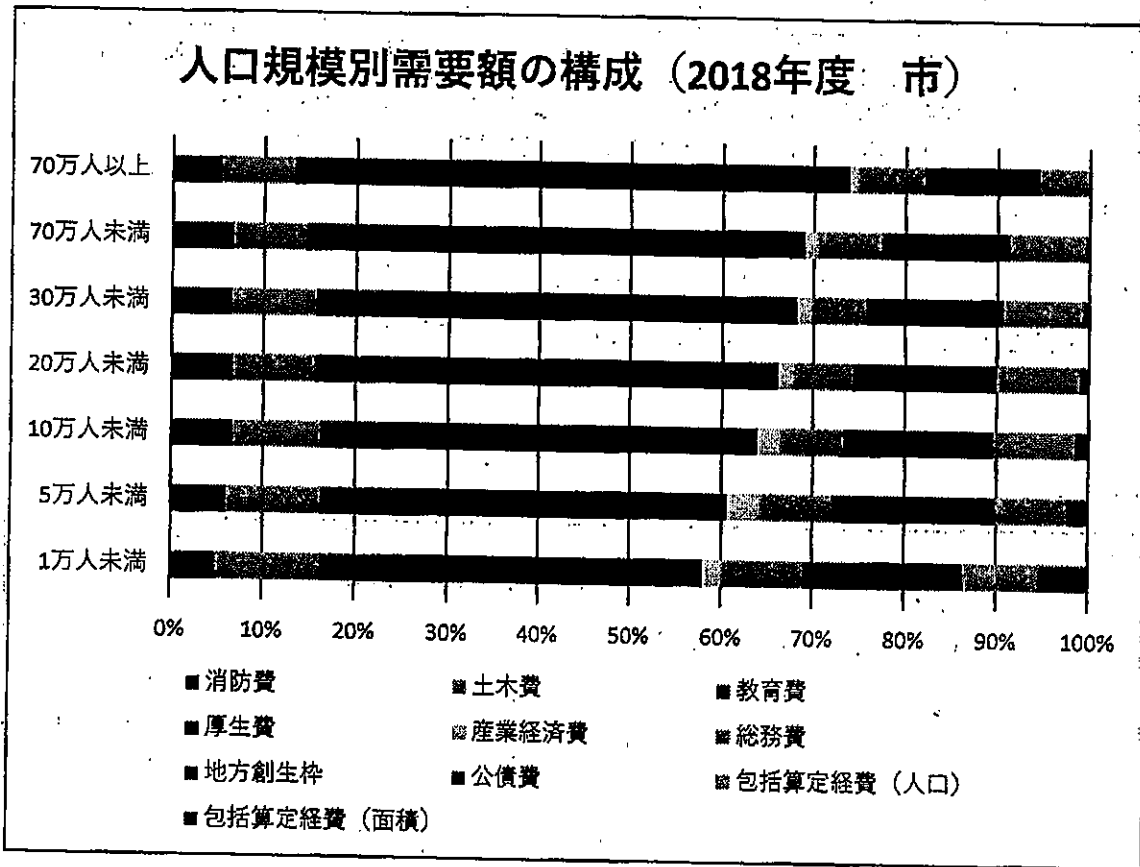 人口規模別需要額の構成（2018年度　市）
70万人以上
70万人未満
30万人未満
20万人未満
10万人未満
5万人未満
1万人未満
0% 10% 20% 30% 40% 50% 60% 70% 80% 90% 100%
■消防費 ■土木費 ■教育費
■厚生費 ■産業経済費 ■総務費
■地方創生枠 ■公債費 ■包括算定経費（人口）
■包括算定経費（面積）